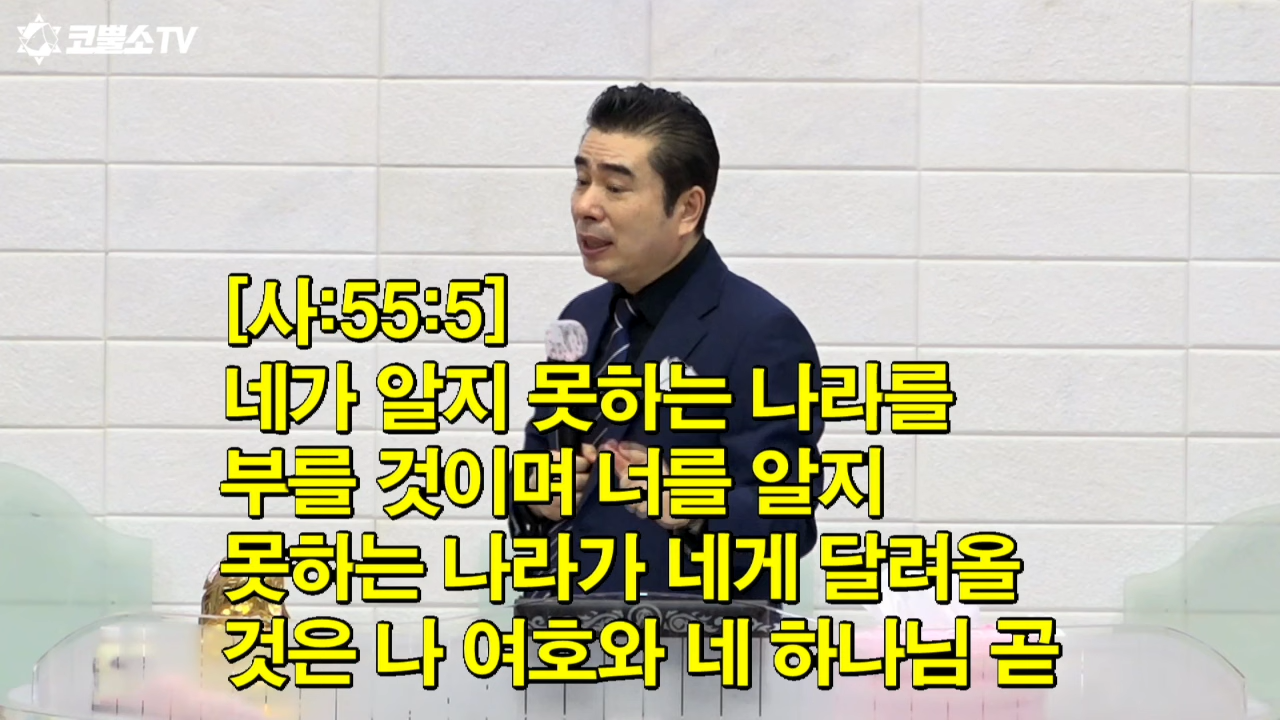 코뿔소TV
[사:55:5]
네가 알지 못하는 나라를
부를 것이며 너를 알지
못하는 나라가 네게 달려올
것은 나 여호와 네 하나님 곧